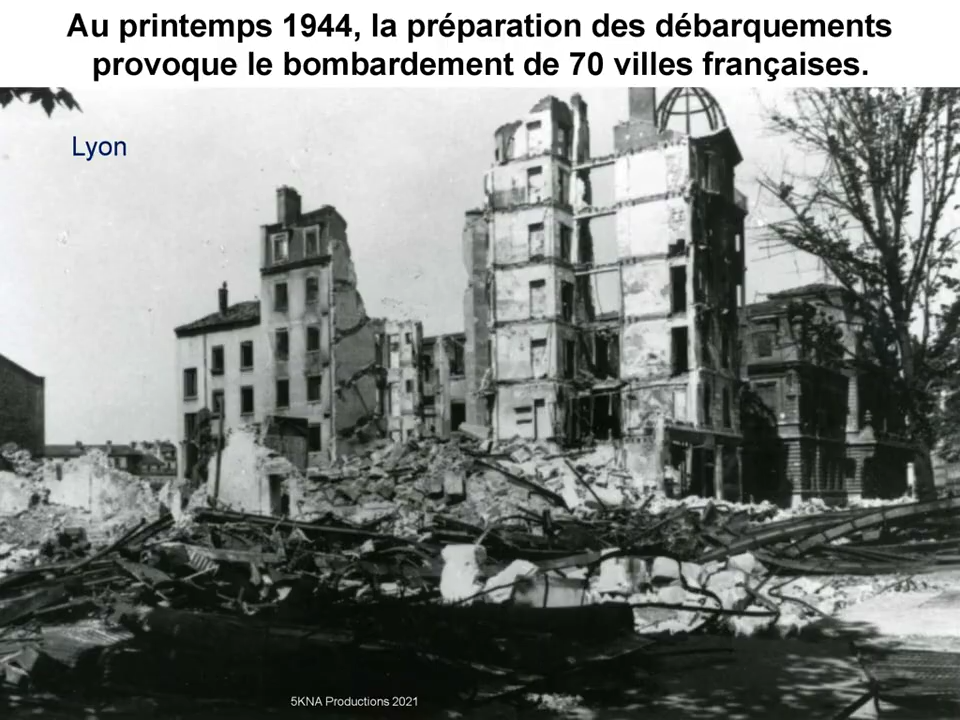 Au printemps 1944, la préparation des débarquements
provoque le bombardement de 70 villes françaises.
Lyon
5KNA Productions 2021